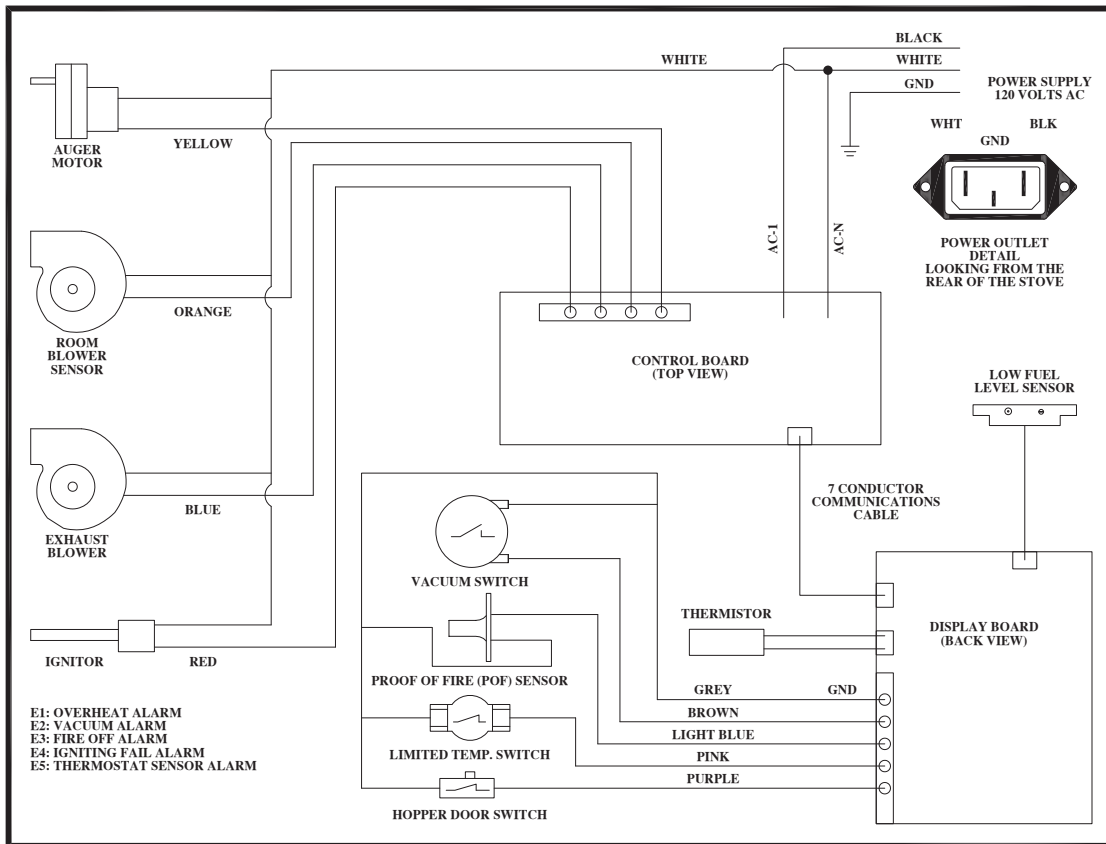 BLACK
WHITE
WHITE
GND
POWER SUPPLY
120 VOLTS AC
WHT
BLK
GND
POWER OUTLET
DETAIL
LOOKING FROM THE
REAR OF THE STOVE
AUGER
MOTOR
YELLOW
AC-1
AC-N
ORANGE
ROOM
BLOWER
SENSOR
CONTROL BOARD
(TOP VIEW)
LOW FUEL
LEVEL SENSOR
BLUE
EXHAUST
BLOWER
7 CONDUCTOR
COMMUNICATIONS
CABLE
VACUUM SWITCH
THERMISTOR
DISPLAY BOARD
(BACK VIEW)
IGNITOR
RED
PROOF OF FIRE (POF) SENSOR
GREY
GND
BROWN
LIGHT BLUE
LIMITED TEMP. SWITCH
PINK
PURPLE
HOPPER DOOR SWITCH
E1: OVERHEAT ALARM
E2: VACUUM ALARM
E3: FIRE OFF ALARM
E4: IGNITING FAIL ALARM
E5: THERMOSTAT SENSOR ALARM